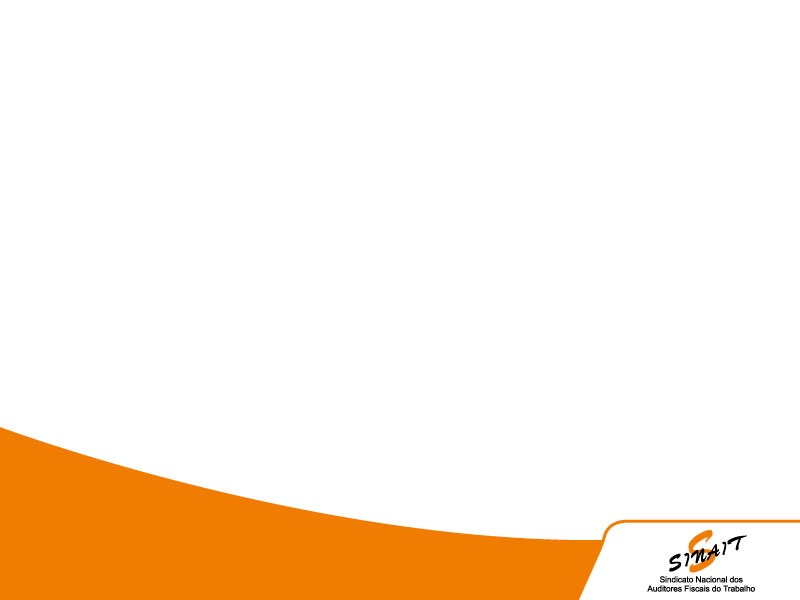 SINAIT
Sindicato Nacional dos
Auditores Fiscais do Trabalho